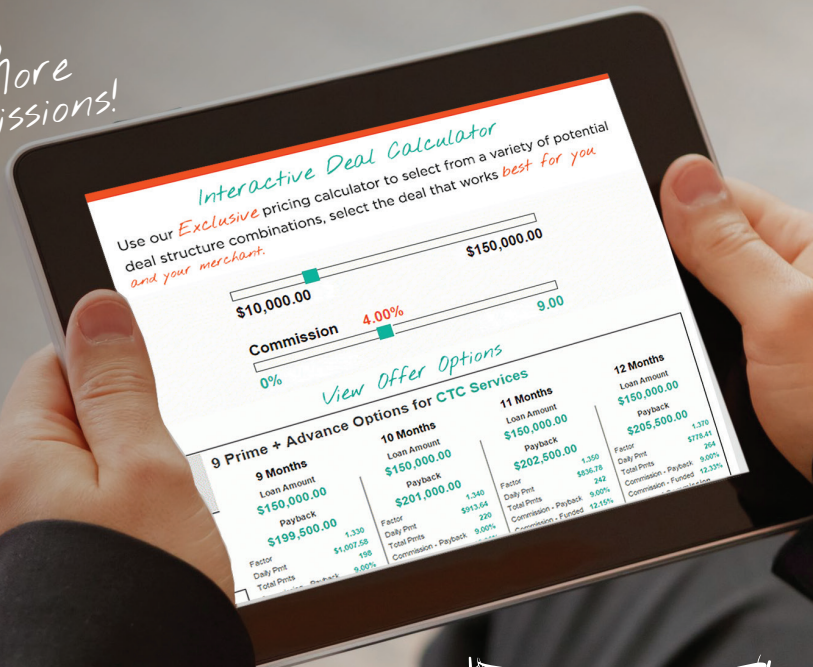 More
issions!
Interactive Deal Calculator
Use our Exclusive pricing calculator to select from a variety of potential
deal structure combinations, select the deal that works best for you
and your merchant.
$10,000.00 $150,000.00
Commission 4.00%
0% 9.00
View Offer Options
9 Prime + Advance Options for CTC Services
9 Months
Loan Amount
$150,000.00
Payback
$199,500.00
Factor 1.330
Daily Pmt $1,007.58
Total Pmts 198
Payback 9.00%
10 Months
Loan Amount
$150,000.00
Payback
$201,000.00
Factor 1.340
Daily Pmt $913.64
Total Pmts 220
Commission - Payback 9.00%
11 Months
Loan Amount
$150,000.00
Payback
$202,500.00
Factor 1.350
Daily Pmt $836.78
Total Pmts 242
Commission - Payback 9.00%
Commission - Funded 12.15%
12 Months
Loan Amount
$150,000.00
Payback
$205,500.00
Factor 1.370
Daily Pmt $778.41
Total Pmts 264
Commission - Payback 9.00%
Commission - Funded 12.33%